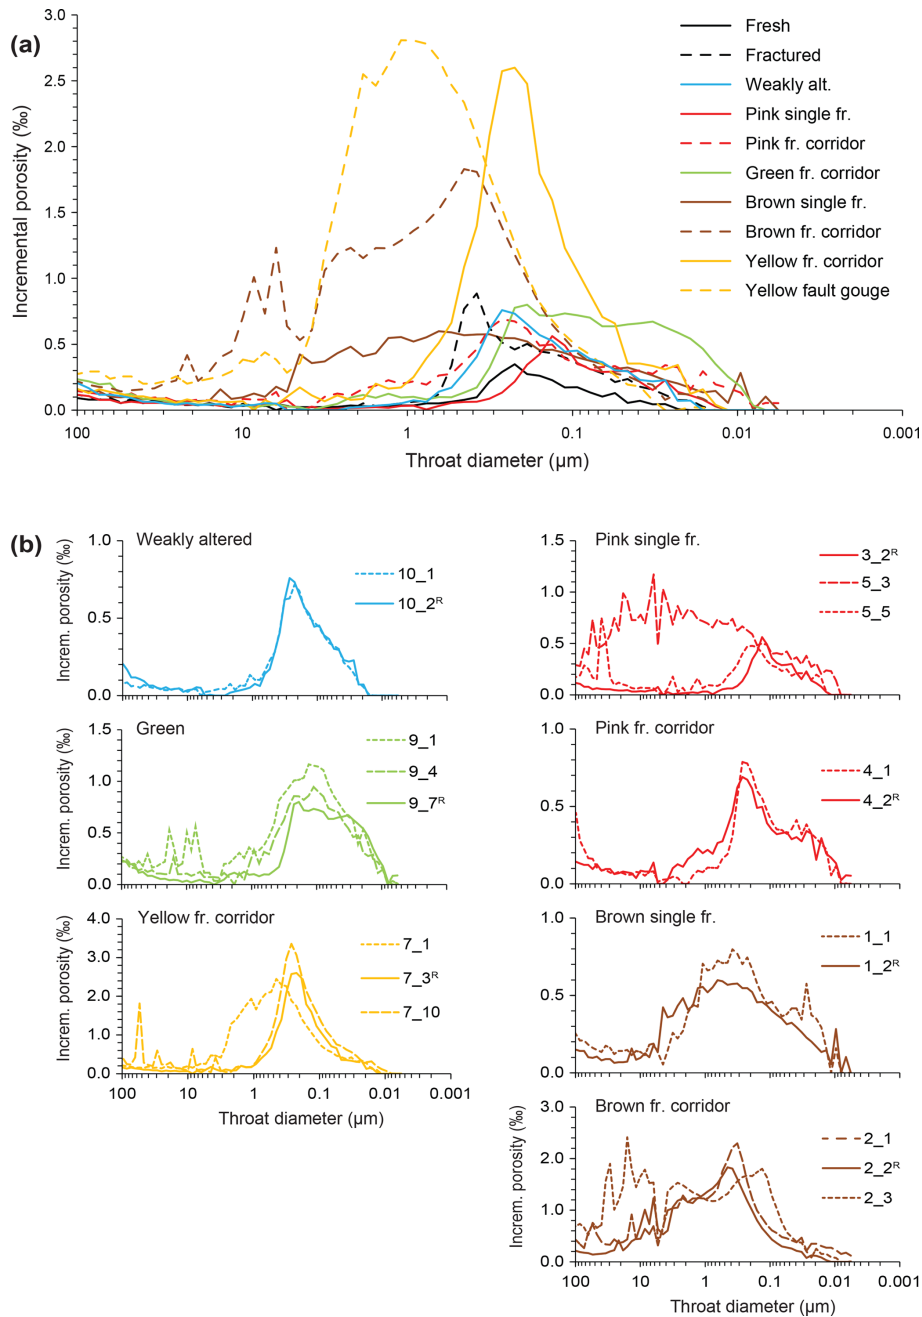 (a)
Incremental porosity (‰)
3.0
2.5
2.0
1.5
1.0
0.5
0.0
100
10
1
0.1
0.01
0.001
Throat diameter (µm)
Fresh
Fractured
Weakly alt.
Pink single fr.
Pink fr. corridor
Green fr. corridor
Brown single fr.
Brown fr. corridor
Yellow fr. corridor
Yellow fault gouge
(b)
Weakly altered
Increm. porosity (‰)
1.0
0.5
0.0
10_1
10_2ᴿ
Pink single fr.
1.5
1.0
0.5
0.0
3_2ᴿ
5_3
5_5
Green
Increm. porosity (‰)
1.5
1.0
0.5
0.0
9_1
9_4
9_7ᴿ
Pink fr. corridor
1.0
0.5
0.0
4_1
4_2ᴿ
Yellow fr. corridor
Increm. porosity (‰)
4.0
3.0
2.0
1.0
0.0
7_1
7_3ᴿ
7_10
100
10
1
0.1
0.01
0.001
Throat diameter (µm)
Brown single fr.
1.0
0.5
0.0
1_1
1_2ᴿ
Brown fr. corridor
Increm. porosity (‰)
3.0
2.0
1.0
0.0
2_1
2_2ᴿ
2_3
100
10
1
0.1
0.01
0.001
Throat diameter (µm)